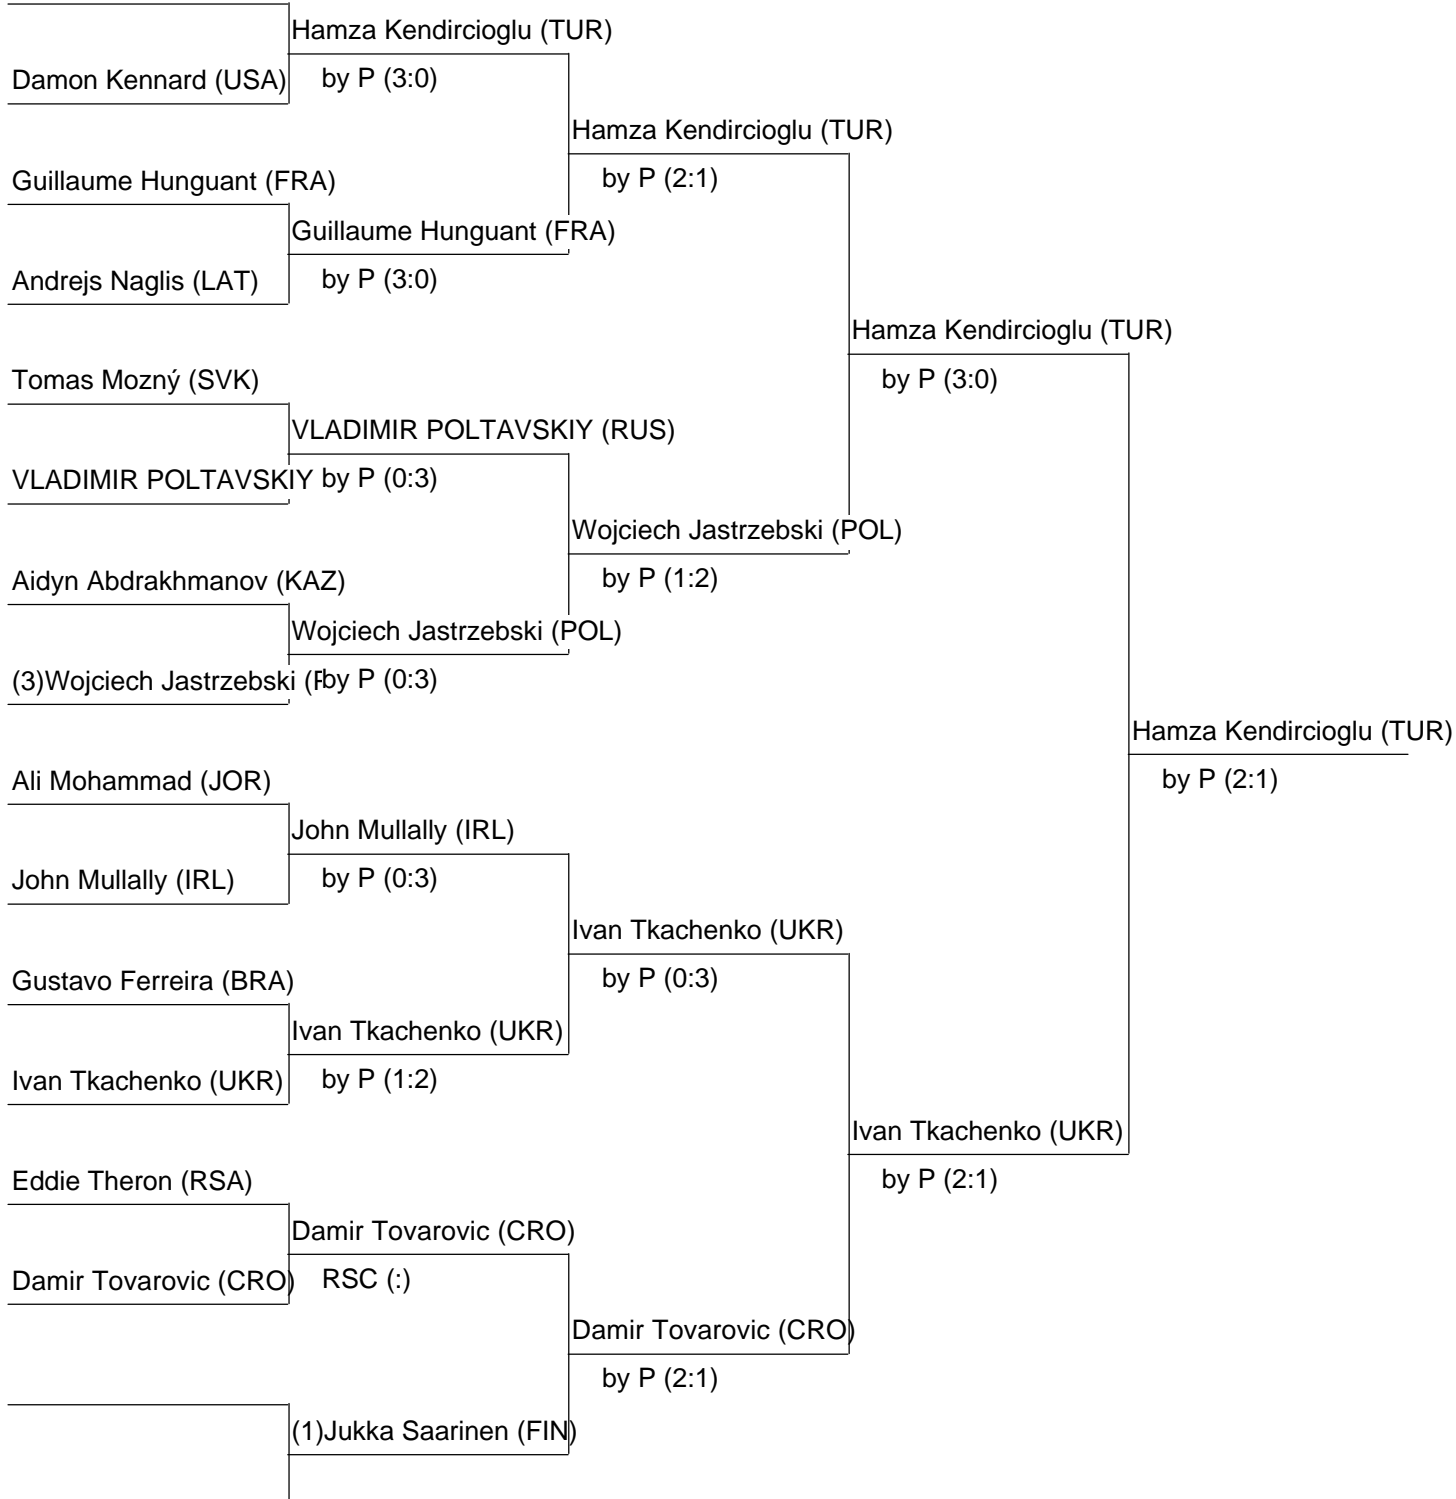 Hamza Kendircioglu (TUR)
Damon Kennard (USA)
by P (3:0)
Hamza Kendircioglu (TUR)
by P (2:1)
Guillaume Hunguant (FRA)
Guillaume Hunguant (FRA)
Andrejs Naglis (LAT)
by P (3:0)
Hamza Kendircioglu (TUR)
by P (3:0)
Tomas Mozný (SVK)
VLADIMIR POLTAVSKIY (RUS)
VLADIMIR POLTAVSKIY
by P (0:3)
Wojciech Jastrzebski (POL)
by P (1:2)
Aidyn Abdrakhmanov (KAZ)
Wojciech Jastrzebski (POL)
(3)Wojciech Jastrzebski (
by P (0:3)
Hamza Kendircioglu (TUR)
by P (2:1)
Ali Mohammad (JOR)
John Mullally (IRL)
John Mullally (IRL)
by P (0:3)
Ivan Tkachenko (UKR)
by P (0:3)
Gustavo Ferreira (BRA)
Ivan Tkachenko (UKR)
Ivan Tkachenko (UKR)
by P (1:2)
Ivan Tkachenko (UKR)
by P (2:1)
Eddie Theron (RSA)
Damir Tovarovic (CRO)
Damir Tovarovic (CRO)
RSC (:)
Damir Tovarovic (CRO)
by P (2:1)
(1)Jukka Saarinen (FIN)